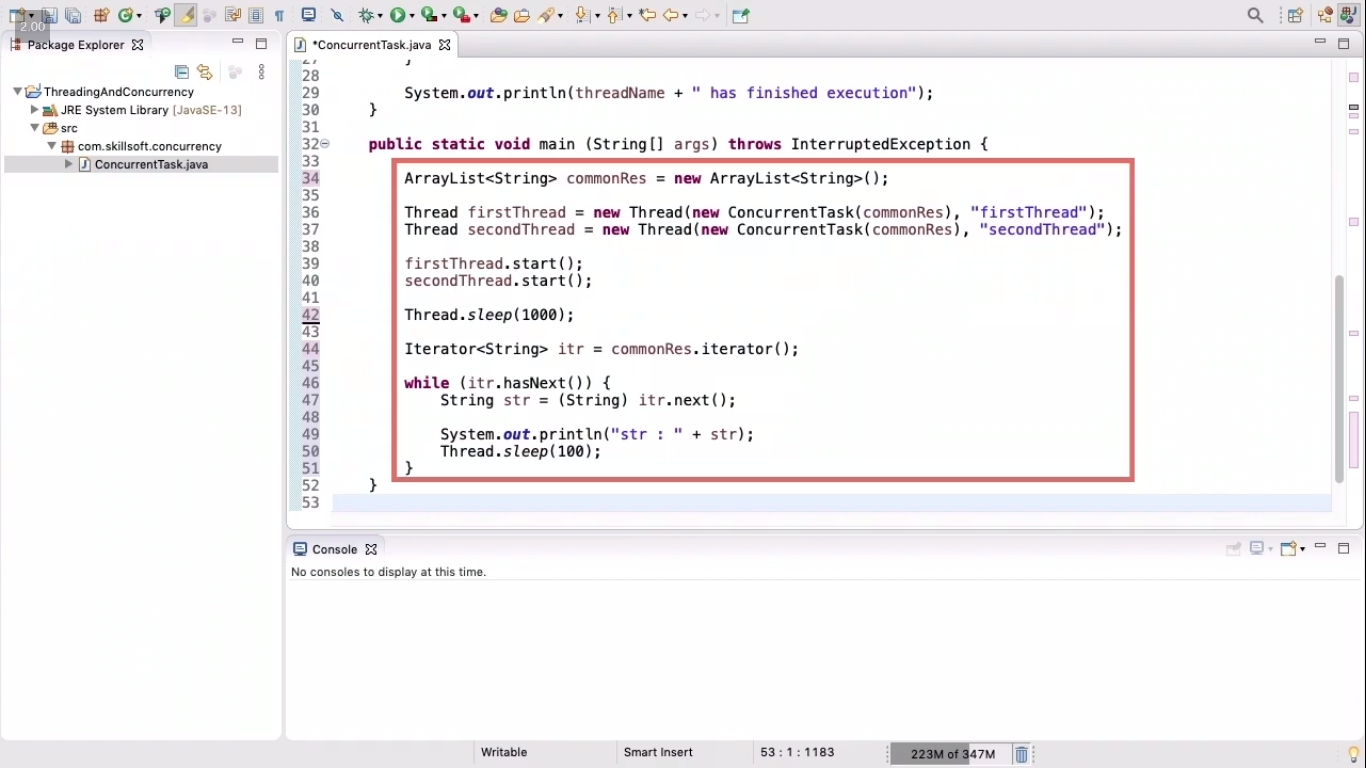 2.00
Package Explorer
*ConcurrentTask.java
ThreadingAndConcurrency
JRE System Library [JavaSE-13]
src
com.skillsoft.concurrency
ConcurrentTask.java
27 }
28
29 System.out.println(threadName + " has finished execution");
30 }
31
32 public static void main (String[] args) throws InterruptedException {
33
34 ArrayList<String> commonRes = new ArrayList<String>();
35
36 Thread firstThread = new Thread(new ConcurrentTask(commonRes), "firstThread");
37 Thread secondThread = new Thread(new ConcurrentTask(commonRes), "secondThread");
38
39 firstThread.start();
40 secondThread.start();
41
42 Thread.sleep(1000);
43
44 Iterator<String> itr = commonRes.iterator();
45
46 while (itr.hasNext()) {
47 String str = (String) itr.next();
48
49 System.out.println("str : " + str);
50 Thread.sleep(100);
51 }
52 }
53
Console
No consoles to display at this time.
Writable
Smart Insert
53 : 1 : 1183
223M of 347M